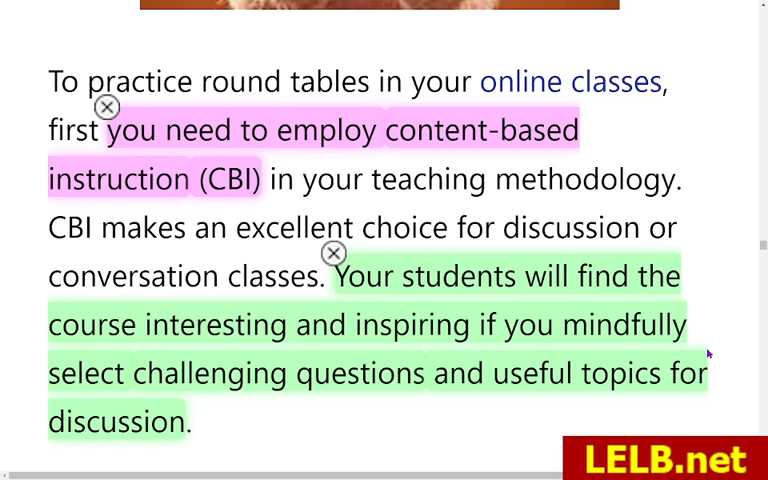 To practice round tables in your online classes,
first you need to employ content-based
instruction (CBI) in your teaching methodology.
CBI makes an excellent choice for discussion or
conversation classes. Your students will find the
course interesting and inspiring if you mindfully
select challenging questions and useful topics for
discussion.
LELB.net